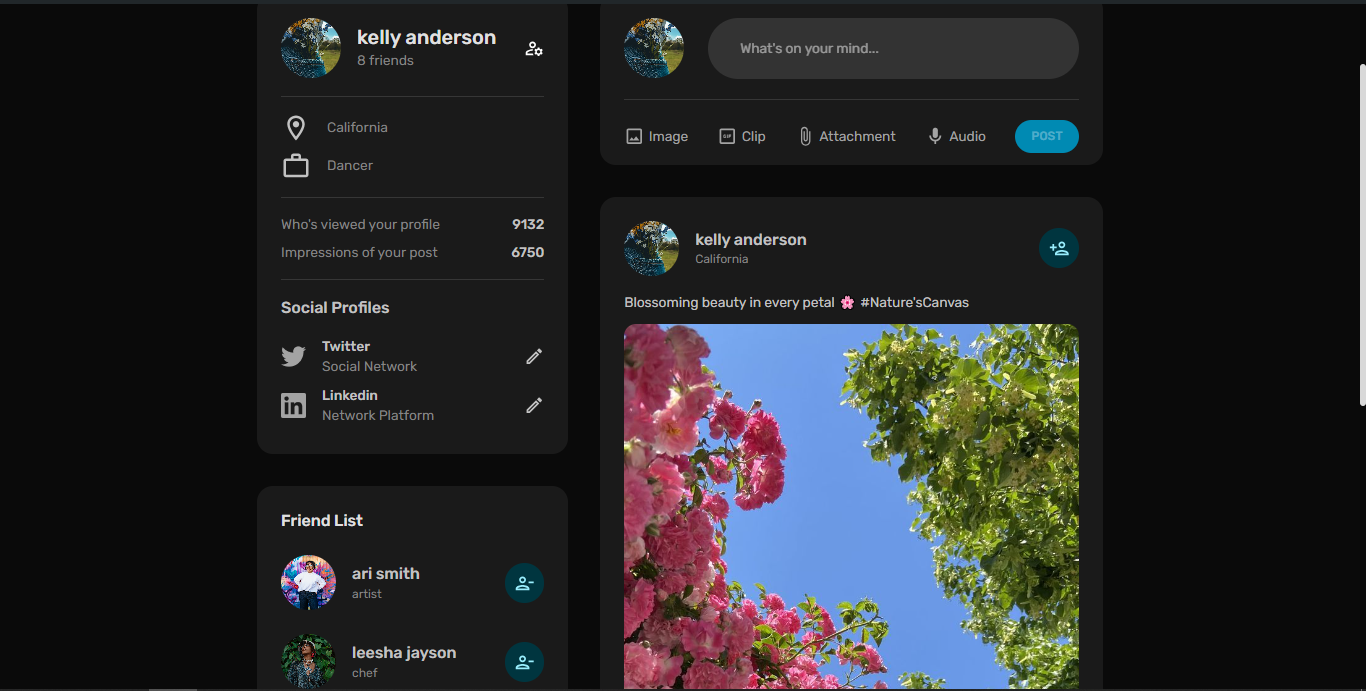 kelly anderson
8 friends
California
Dancer
Who's viewed your profile 9132
Impressions of your post 6750
Social Profiles
Twitter
Social Network
Linkedin
Network Platform
Friend List
ari smith
artist
leesha jayson
chef
What's on your mind...
Image Clip Attachment Audio POST
kelly anderson
California
Blossoming beauty in every petal 🌸 #Nature'sCanvas